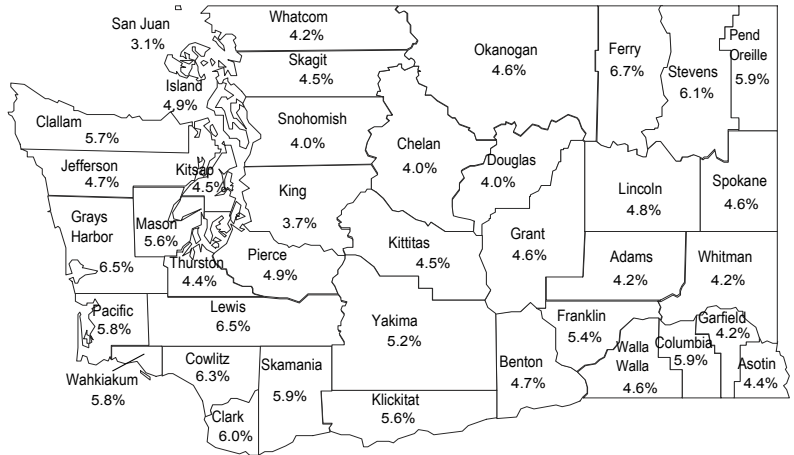 San Juan
3.1%
Whatcom
4.2%
Skagit
4.5%
Island
4.9%
Okanogan
4.6%
Ferry
6.7%
Stevens
6.1%
Pend
Oreille
5.9%
Clallam
5.7%
Snohomish
4.0%
Chelan
4.0%
Douglas
4.0%
Jefferson
4.7%
Kitsap
4.5%
King
3.7%
Lincoln
4.8%
Spokane
4.6%
Grays
Harbor
6.5%
Mason
5.6%
Kittitas
4.5%
Grant
4.6%
Adams
4.2%
Whitman
4.2%
Thurston
4.4%
Pierce
4.9%
Pacific
5.8%
Lewis
6.5%
Yakima
5.2%
Franklin
5.4%
Garfield
4.2%
Wahkiakum
5.8%
Cowlitz
6.3%
Skamania
5.9%
Benton
4.7%
Walla
Walla
4.6%
Columbia
5.9%
Asotin
4.4%
Clark
6.0%
Klickitat
5.6%